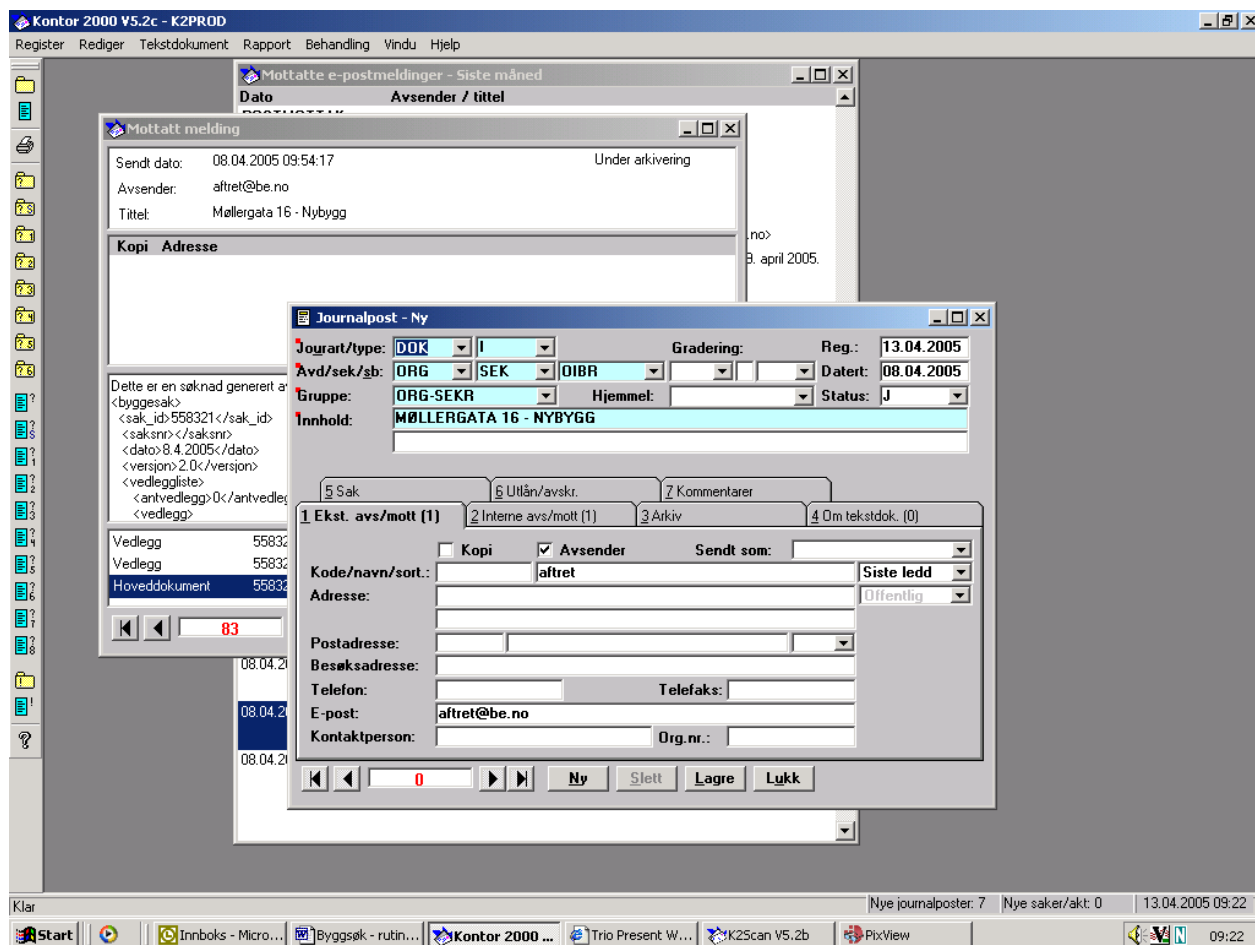 Kontor 2000 V5.2c - K2PROD
Register Rediger Tekstdokument Rapport Behandling Vindu Hjelp
Mottatte e-postmeldinger - Siste måned
Dato Avsender / tittel
Mottatt melding
Sendt dato: 08.04.2005 09:54:17 Under arkivering
Avsender: aftret@be.no
Tittel: Møllergata 16 - Nybygg
Kopi Adresse
.no>
9. april 2005.
Journalpost - Ny
Jourart/type: DOK I Gradering: Reg.: 13.04.2005
Avd/sek/sb: ORG SEK OIBR Datert: 08.04.2005
Gruppe: ORG-SEKR Hjemmel: Status: J
Innhold: MØLLERGATA 16 - NYBYGG
Dette er en søknad generert a
<byggesak>
<sak_id>558321</sak_id>
<saksnr></saksnr>
<dato>8.4.2005</dato>
<versjon>2.0</versjon>
<vedleggliste>
<antvedlegg>0</antvedleg
<vedlegg>
5 Sak 6 Utlån/avskr. 7 Kommentarer
1 Ekst. avs/mott (1) 2 Interne avs/mott (1) 3 Arkiv 4 Om tekstdok. (0)
Vedlegg 55832
Vedlegg 55832
Hoveddokument 55832
83
Kopi Avsender Sendt som:
Kode/navn/sort.: aftret Siste ledd
Adresse: Offentlig
Postadresse:
Besøksadresse:
Telefon: Telefaks:
E-post: aftret@be.no
Kontaktperson: Org.nr.:
08.04.2
08.04.2
08.04.2
0 Ny Slett Lagre Lukk
Klar Nye journalposter: 7 Nye saker/akt: 0 13.04.2005 09:22
Start Innboks - Micro... Byggsøk - rutin... Kontor 2000 ... Trio Present W... K2Scan V5.2b PixView 09:22